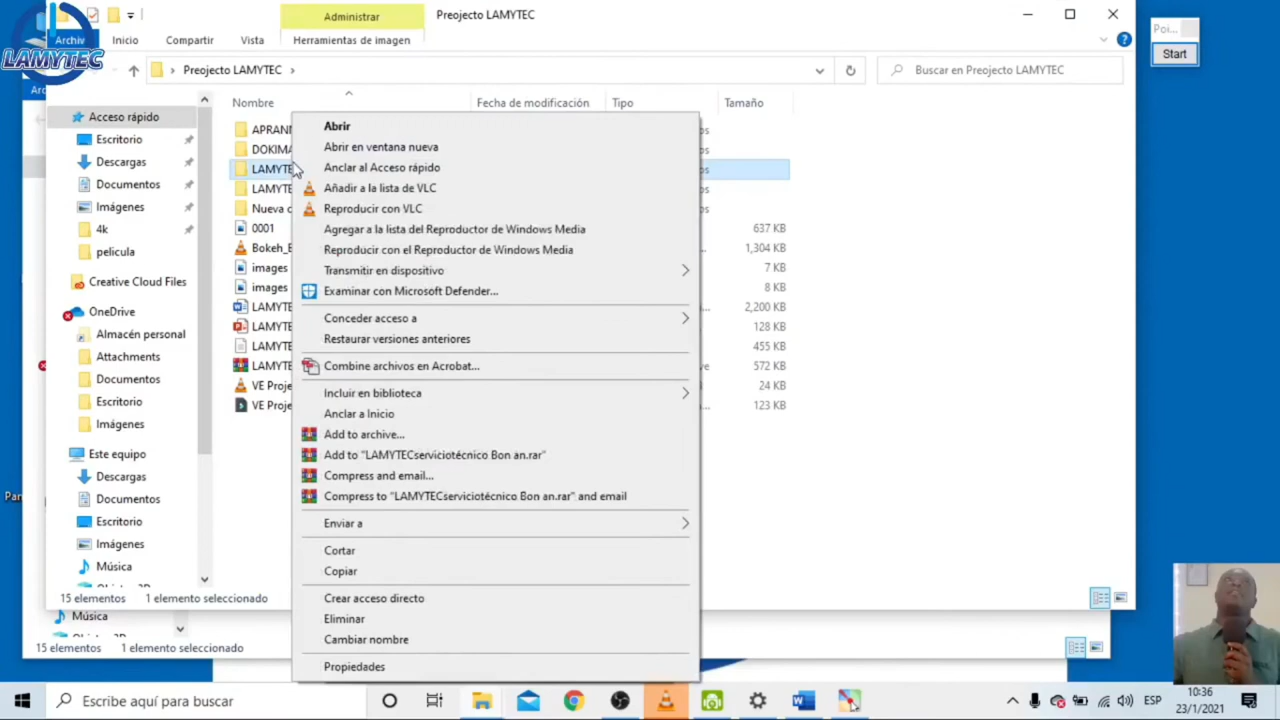 Administrar
Preojecto LAMYTEC
Archiv
Inicio
Compartir
Vista
Herramientas de imagen
LAMYTEC
Poi...
Start
Preojecto LAMYTEC
Buscar en Preojecto LAMYTEC
Nombre
Fecha de modificación
Tipo
Tamaño
Acceso rápido
Escritorio
Descargas
Documentos
Imágenes
4k
pelicula
Creative Cloud Files
OneDrive
Almacén personal
Attachments
Documentos
Escritorio
Imágenes
Este equipo
Descargas
Documentos
Escritorio
Imágenes
Música
15 elementos
1 elemento seleccionado
Música
15 elementos
1 elemento seleccionado
DOKIMA
LAMYTE
LAMYTE
Nueva c
0001
Bokeh_E
images
images
LAMYTE
LAMYTE
LAMYTE
LAMYTE
VE Proje
VE Proje
Abrir
Abrir en ventana nueva
Anclar al Acceso rápido
Añadir a la lista de VLC
Reproducir con VLC
Agregar a la lista del Reproductor de Windows Media
Reproducir con el Reproductor de Windows Media
Transmitir en dispositivo
Examinar con Microsoft Defender...
Conceder acceso a
Restaurar versiones anteriores
Combine archivos en Acrobat...
Incluir en biblioteca
Anclar a Inicio
Add to archive...
Add to "LAMYTECserviciotécnico Bon an.rar"
Compress and email...
Compress to "LAMYTECserviciotécnico Bon an.rar" and email
Enviar a
Cortar
Copiar
Crear acceso directo
Eliminar
Cambiar nombre
Propiedades
637 KB
1,304 KB
7 KB
8 KB
2,200 KB
128 KB
455 KB
572 KB
24 KB
123 KB
Escribe aquí para buscar
ESP
10:36
23/1/2021